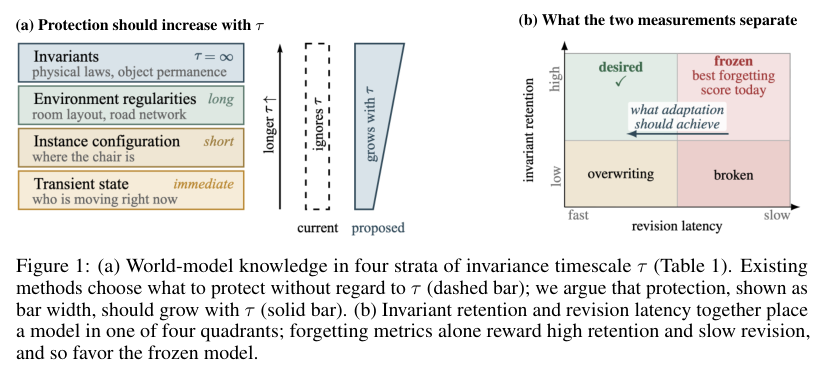 (a) Protection should increase with τ
Invariants τ = ∞
physical laws, object permanence
Environment regularities long
room layout, road network
Instance configuration short
where the chair is
Transient state immediate
who is moving right now
longer τ↑
ignores τ
grows with τ
current proposed
(b) What the two measurements separate
invariant retention
high
low
desired
✓
frozen
best forgetting
score today
what adaptation
should achieve
overwriting
broken
fast
slow
revision latency
Figure 1: (a) World-model knowledge in four strata of invariance timescale τ (Table 1). Existing
methods choose what to protect without regard to τ (dashed bar); we argue that protection, shown as
bar width, should grow with τ (solid bar). (b) Invariant retention and revision latency together place
a model in one of four quadrants; forgetting metrics alone reward high retention and slow revision,
and so favor the frozen model.